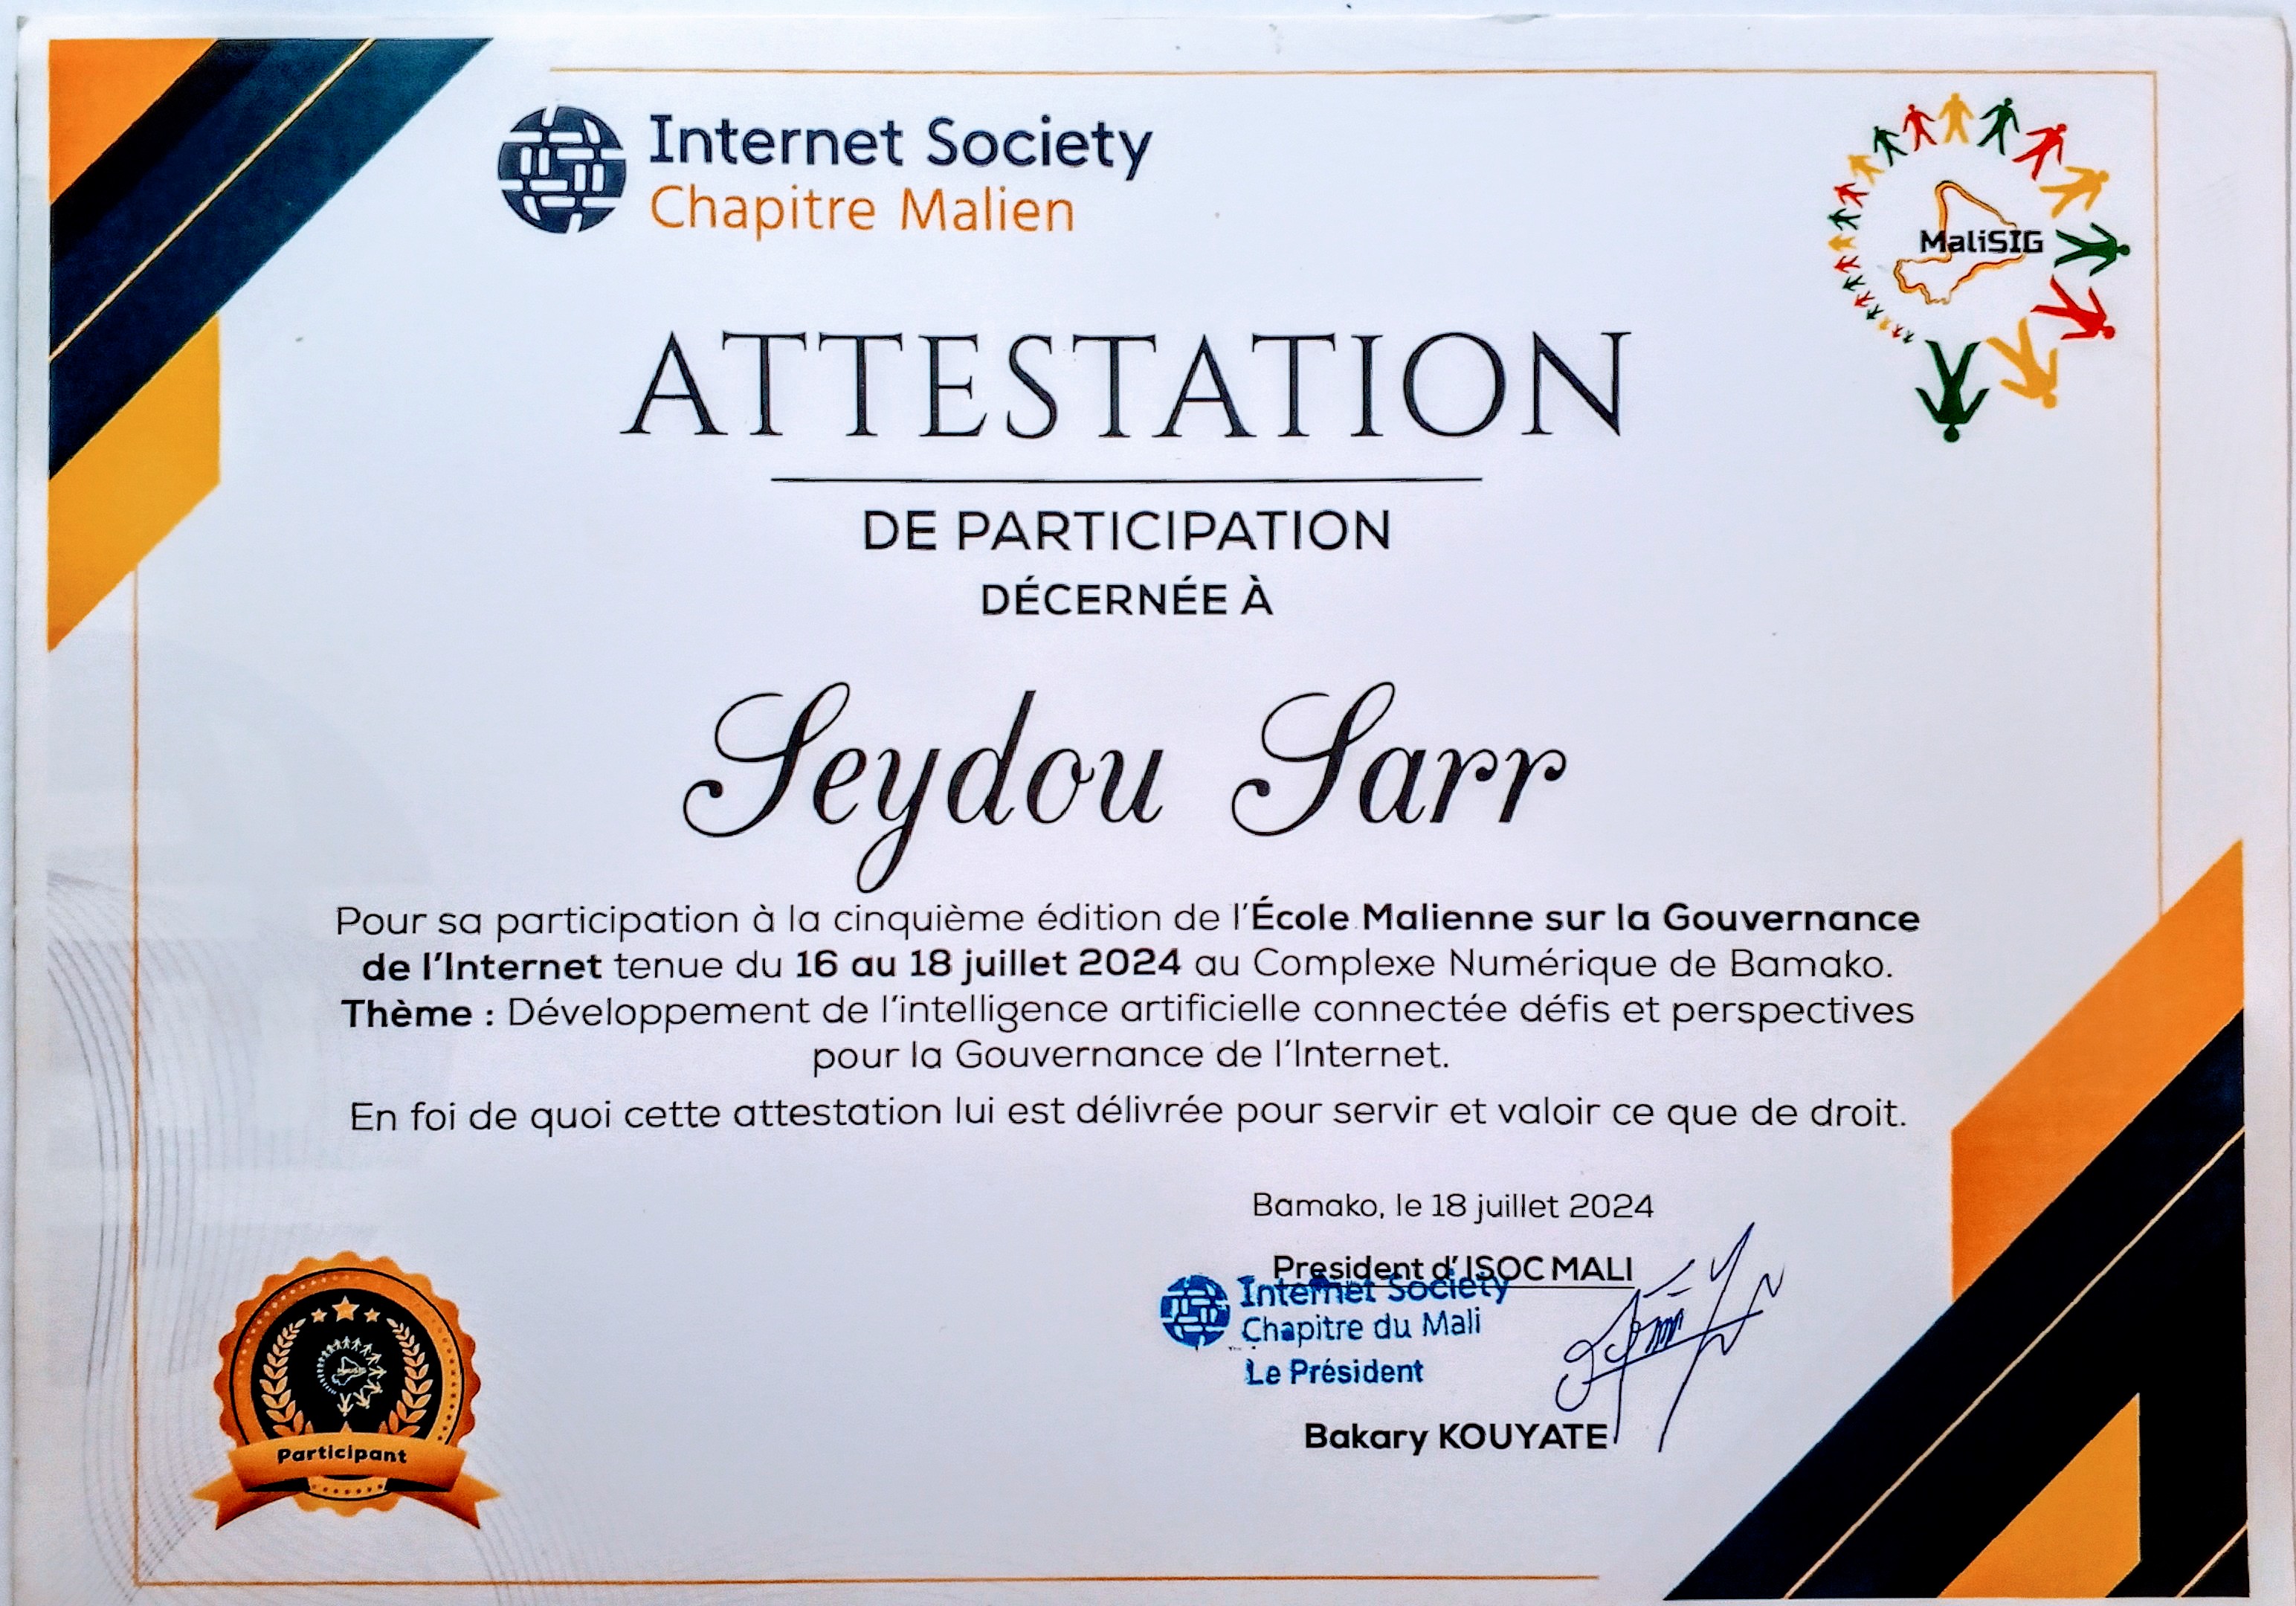 Internet Society
Chapitre Malien
MaliSIG
ATTESTATION
DE PARTICIPATION
DÉCERNÉE À
Seydou Sarr
Pour sa participation à la cinquième édition de l'École Malienne sur la Gouvernance
de l'Internet tenue du 16 au 18 juillet 2024 au Complexe Numérique de Bamako.
Thème : Développement de l'intelligence artificielle connectée défis et perspectives
pour la Gouvernance de l'Internet.
En foi de quoi cette attestation lui est délivrée pour servir et valoir ce que de droit.
Bamako, le 18 juillet 2024
President d' ISOC MALI
Internet Society
Chapitre du Mali
Le Président
Bakary KOUYATE
Participant